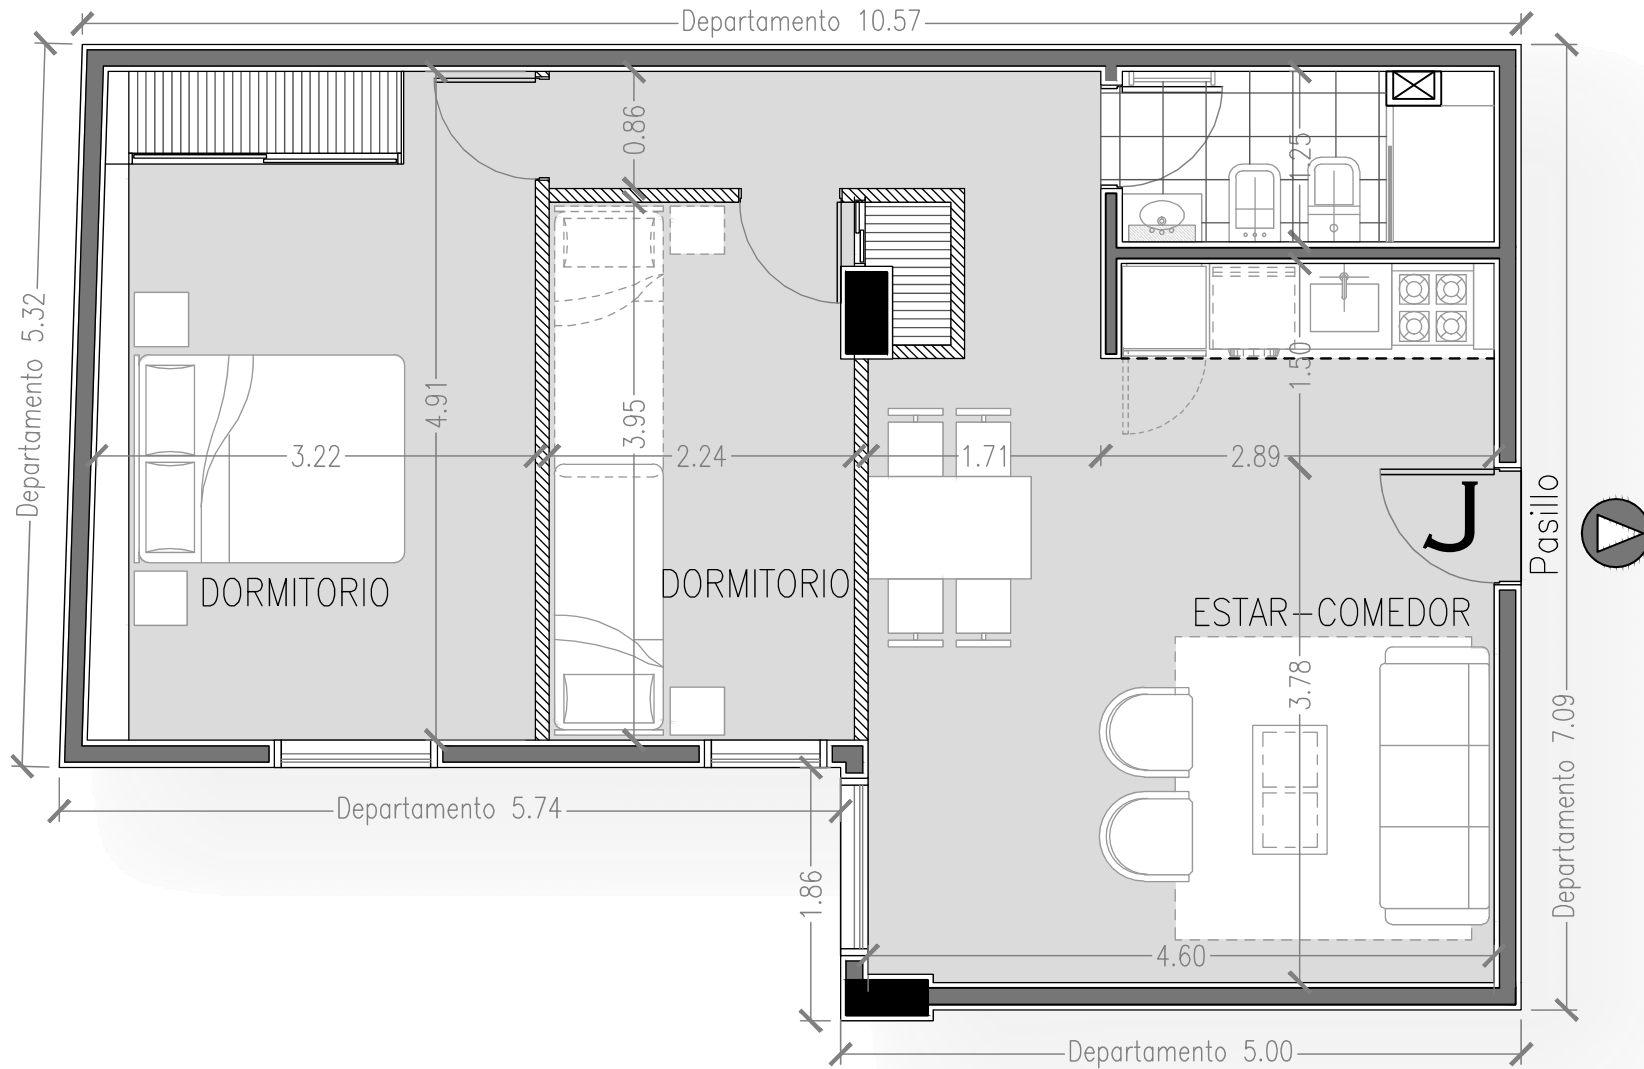 Departamento 10.57
0.86
1.25
Departamento 5.32
4.91
3.95
1.50
3.22
2.24
1.71
2.89
J
Pasillo
DORMITORIO
DORMITORIO
ESTAR-COMEDOR
3.78
Departamento 7.09
Departamento 5.74
1.86
4.60
Departamento 5.00